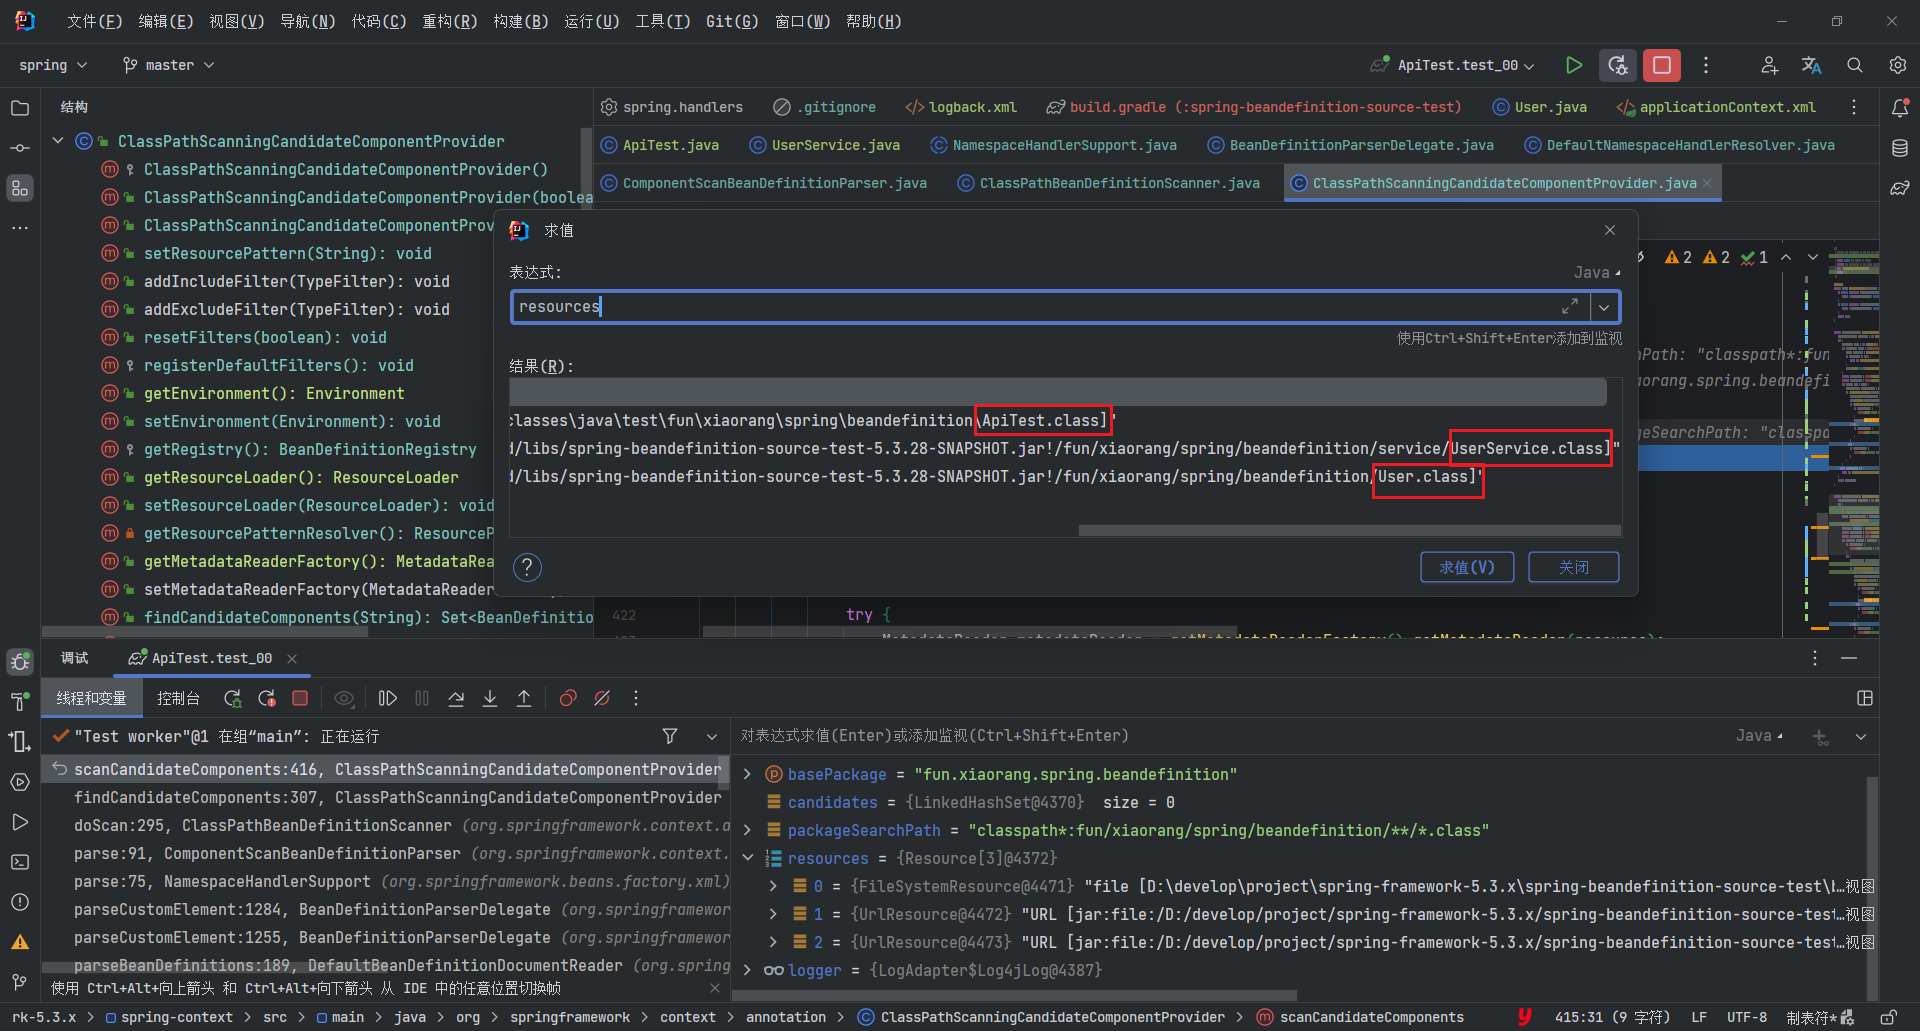 文件(F) 编辑(E) 视图(V) 导航(N) 代码(C) 重构(R) 构建(B) 运行(U) 工具(T) Git(G) 窗口(W) 帮助(H)
spring master ApiTest.test_00
结构
spring.handlers .gitignore logback.xml build.gradle (:spring-beandefinition-source-test) User.java applicationContext.xml
ApiTest.java UserService.java NamespaceHandlerSupport.java BeanDefinitionParserDelegate.java DefaultNamespaceHandlerResolver.java
ComponentScanBeanDefinitionParser.java ClassPathBeanDefinitionScanner.java ClassPathScanningCandidateComponentProvider.java
ClassPathScanningCandidateComponentProvider
ClassPathScanningCandidateComponentProvider()
ClassPathScanningCandidateComponentProvider(boolea
ClassPathScanningCandidateComponentProv
setResourcePattern(String): void
addIncludeFilter(TypeFilter): void
addExcludeFilter(TypeFilter): void
resetFilters(boolean): void
registerDefaultFilters(): void
getEnvironment(): Environment
setEnvironment(Environment): void
getRegistry(): BeanDefinitionRegistry
getResourceLoader(): ResourceLoader
setResourceLoader(ResourceLoader): void
getResourcePatternResolver(): ResourceP
getMetadataReaderFactory(): MetadataRea
setMetadataReaderFactory(MetadataReader
findCandidateComponents(String): Set<BeanDefinitio
2 2 1
hPath: "classpath*:fun
aorang.spring.beandefi
geSearchPath: "classpa
求值
表达式:
Java
resources
使用Ctrl+Shift+Enter添加到监视
结果(R):
classes\java\test\fun\xiaorang\spring\beandefinition\ApiTest.class]"
d/libs/spring-beandefinition-source-test-5.3.28-SNAPSHOT.jar!/fun/xiaorang/spring/beandefinition/service/UserService.class]"
d/libs/spring-beandefinition-source-test-5.3.28-SNAPSHOT.jar!/fun/xiaorang/spring/beandefinition/User.class]"
?
求值(V) 关闭
422 try {
MetadataReader metadataReader = getMetadataReaderFactory().getMetadataReader(resource);
调试 ApiTest.test_00
线程和变量 控制台
"Test worker"@1 在组“main”: 正在运行
scanCandidateComponents:416, ClassPathScanningCandidateComponentProvider
findCandidateComponents:307, ClassPathScanningCandidateComponentProvider
doScan:295, ClassPathBeanDefinitionScanner (org.springframework.context.a
parse:91, ComponentScanBeanDefinitionParser (org.springframework.context.
parse:75, NamespaceHandlerSupport (org.springframework.beans.factory.xml)
parseCustomElement:1284, BeanDefinitionParserDelegate (org.springframewor
parseCustomElement:1255, BeanDefinitionParserDelegate (org.springframewor
parseBeanDefinitions:189, DefaultBeanDefinitionDocumentReader (org.spring
使用 Ctrl+Alt+向上箭头 和 Ctrl+Alt+向下箭头 从 IDE 中的任意位置切换帧
对表达式求值(Enter)或添加监视(Ctrl+Shift+Enter) Java
basePackage = "fun.xiaorang.spring.beandefinition"
candidates = {LinkedHashSet@4370} size = 0
packageSearchPath = "classpath*:fun/xiaorang/spring/beandefinition/**/*.class"
resources = {Resource[3]@4372}
0 = {FileSystemResource@4471} "file [D:\develop\project\spring-framework-5.3.x\spring-beandefinition-source-test\b…视图
1 = {UrlResource@4472} "URL [jar:file:/D:/develop/project/spring-framework-5.3.x/spring-beandefinition-source-test…视图
2 = {UrlResource@4473} "URL [jar:file:/D:/develop/project/spring-framework-5.3.x/spring-beandefinition-source-test…视图
logger = {LogAdapter$Log4jLog@4387}
rk-5.3.x > spring-context > src > main > java > org > springframework > context > annotation > ClassPathScanningCandidateComponentProvider > scanCandidateComponents
415:31 (9 字符) LF UTF-8 制表符*